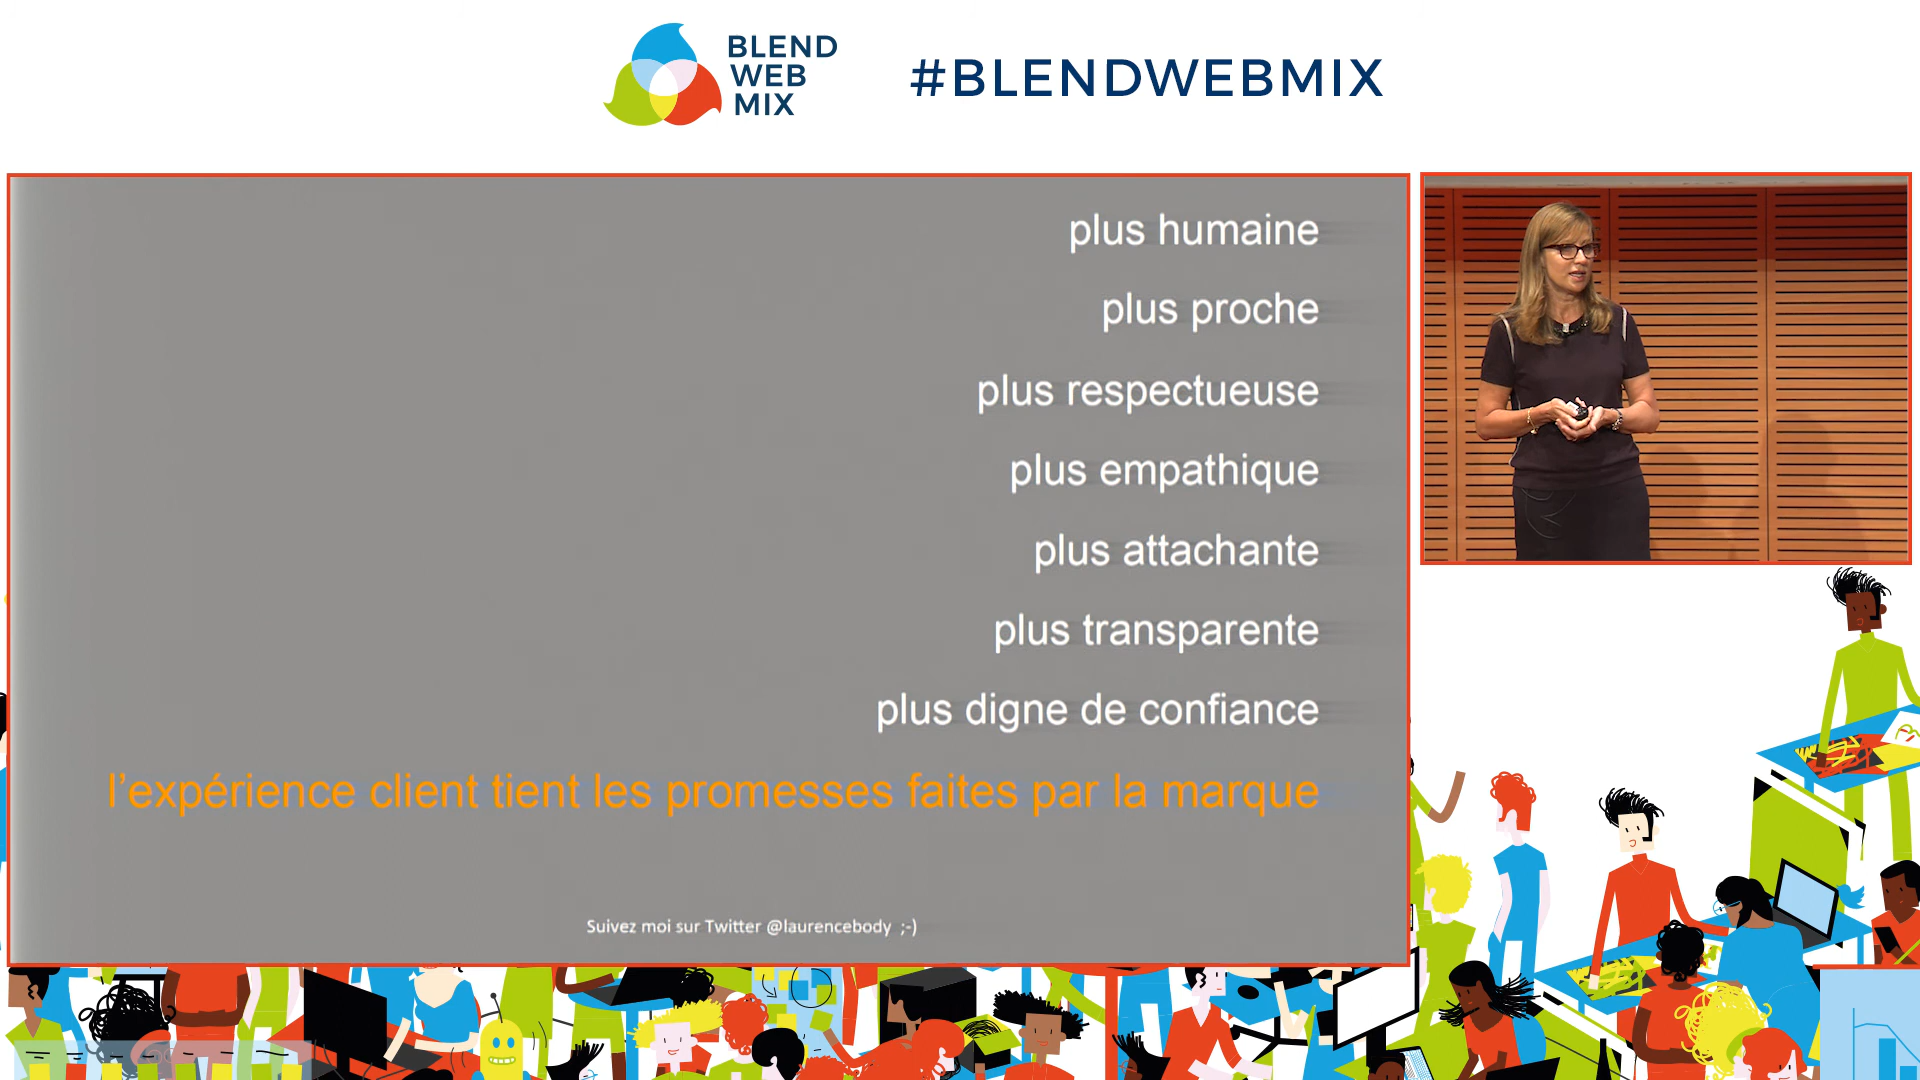 BLEND
WEB
MIX
#BLENDWEBMIX
plus humaine
plus proche
plus respectueuse
plus empathique
plus attachante
plus transparente
plus digne de confiance
l'expérience client tient les promesses faites par la marque
Suivez moi sur Twitter @laurencebody ;-)